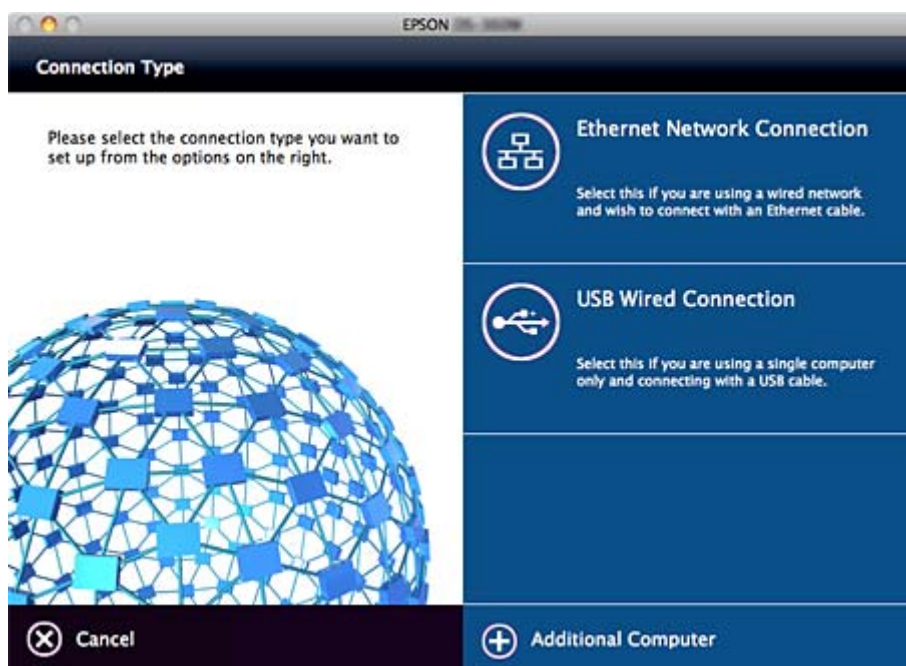 EPSON
Connection Type
Please select the connection type you want to
set up from the options on the right.
Ethernet Network Connection
Select this if you are using a wired network
and wish to connect with an Ethernet cable.
USB Wired Connection
Select this if you are using a single computer
only and connecting with a USB cable.
Cancel
Additional Computer